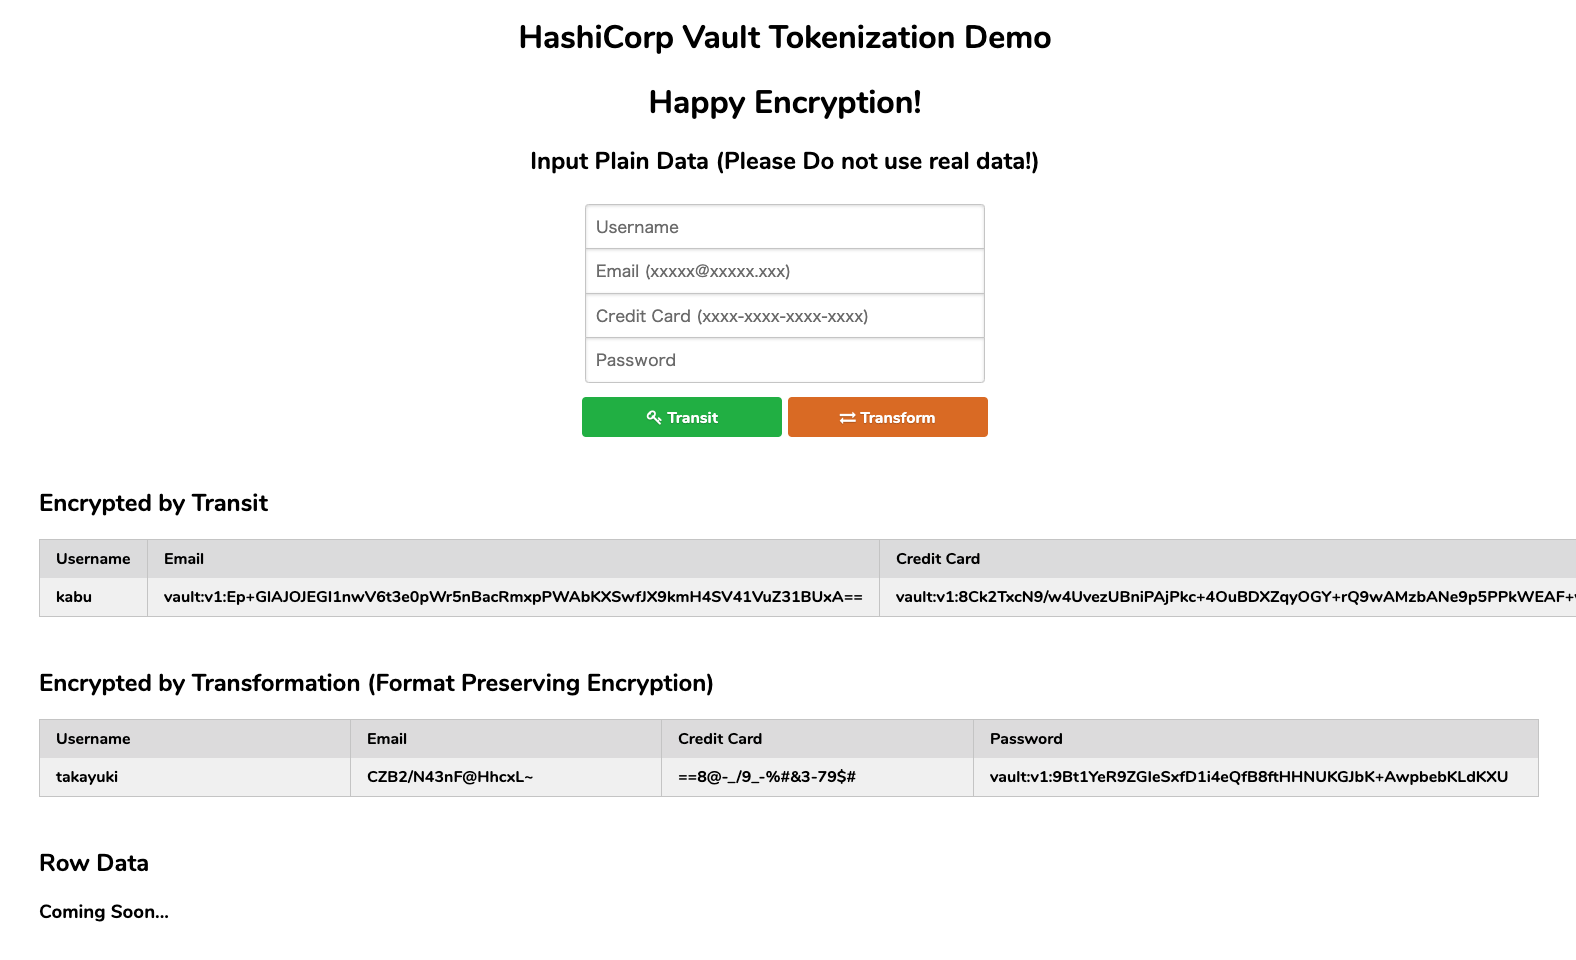 HashiCorp Vault Tokenization Demo
Happy Encryption!
Input Plain Data (Please Do not use real data!)
Username
Email (xxxxx@xxxxx.xxx)
Credit Card (xxxx-xxxx-xxxx-xxxx)
Password
Transit Transform
Encrypted by Transit
Username Email Credit Card
kabu vault:v1:Ep+GIAJOJEGI1nwV6t3e0pWr5nBacRmxpPWAbKXSwfJX9kmH4SV41VuZ31BUxA== vault:v1:8Ck2TxcN9/w4UvezUBniPAjPkc+4OuBDXZqyOGY+rQ9wAMzbANe9p5PPkWEAF+
Encrypted by Transformation (Format Preserving Encryption)
Username Email Credit Card Password
takayuki CZB2/N43nF@HhcxL~ ==8@-_/9_-%#&3-79$# vault:v1:9Bt1YeR9ZGIeSxfD1i4eQfB8ftHHNUKGJbK+AwpbebKLdKXU
Row Data
Coming Soon...